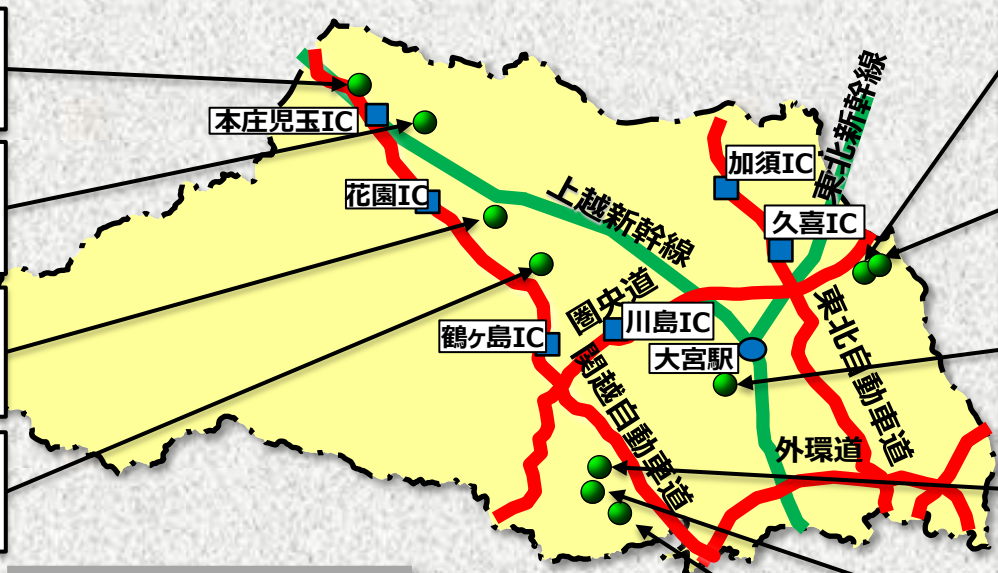 東北新幹線
本庄児玉IC
加須IC
花園IC
上越新幹線
久喜IC
圏央道
川島IC
鶴ヶ島IC
大宮駅
東北自動車道
関越自動車道
外環道